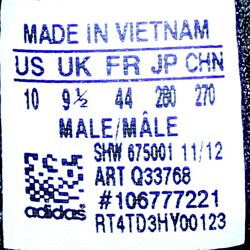 MADE IN VIETNAM
US UK FR JP CHN
10 9½ 44 280 270
MALE/MÂLE
SHW 675001 11/12
ART Q33768
#106777221
adidas RT4TD3HY00123